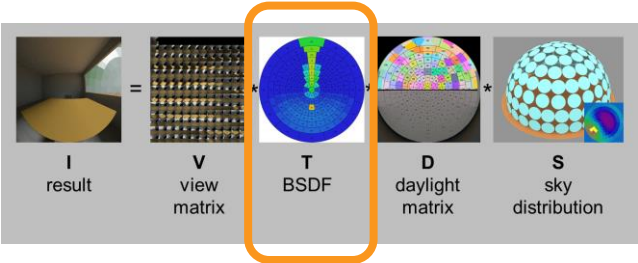 = * * *
I V T D S
result view BSDF daylight sky
matrix matrix distribution